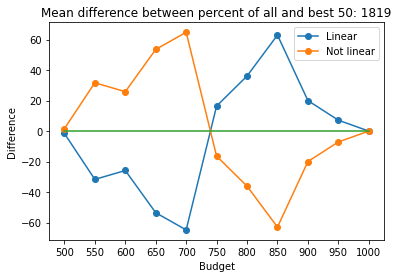 Mean difference between percent of all and best 50: 1819
Linear
Not linear
Difference
60
40
20
0
−20
−40
−60
500 550 600 650 700 750 800 850 900 950 1000
Budget